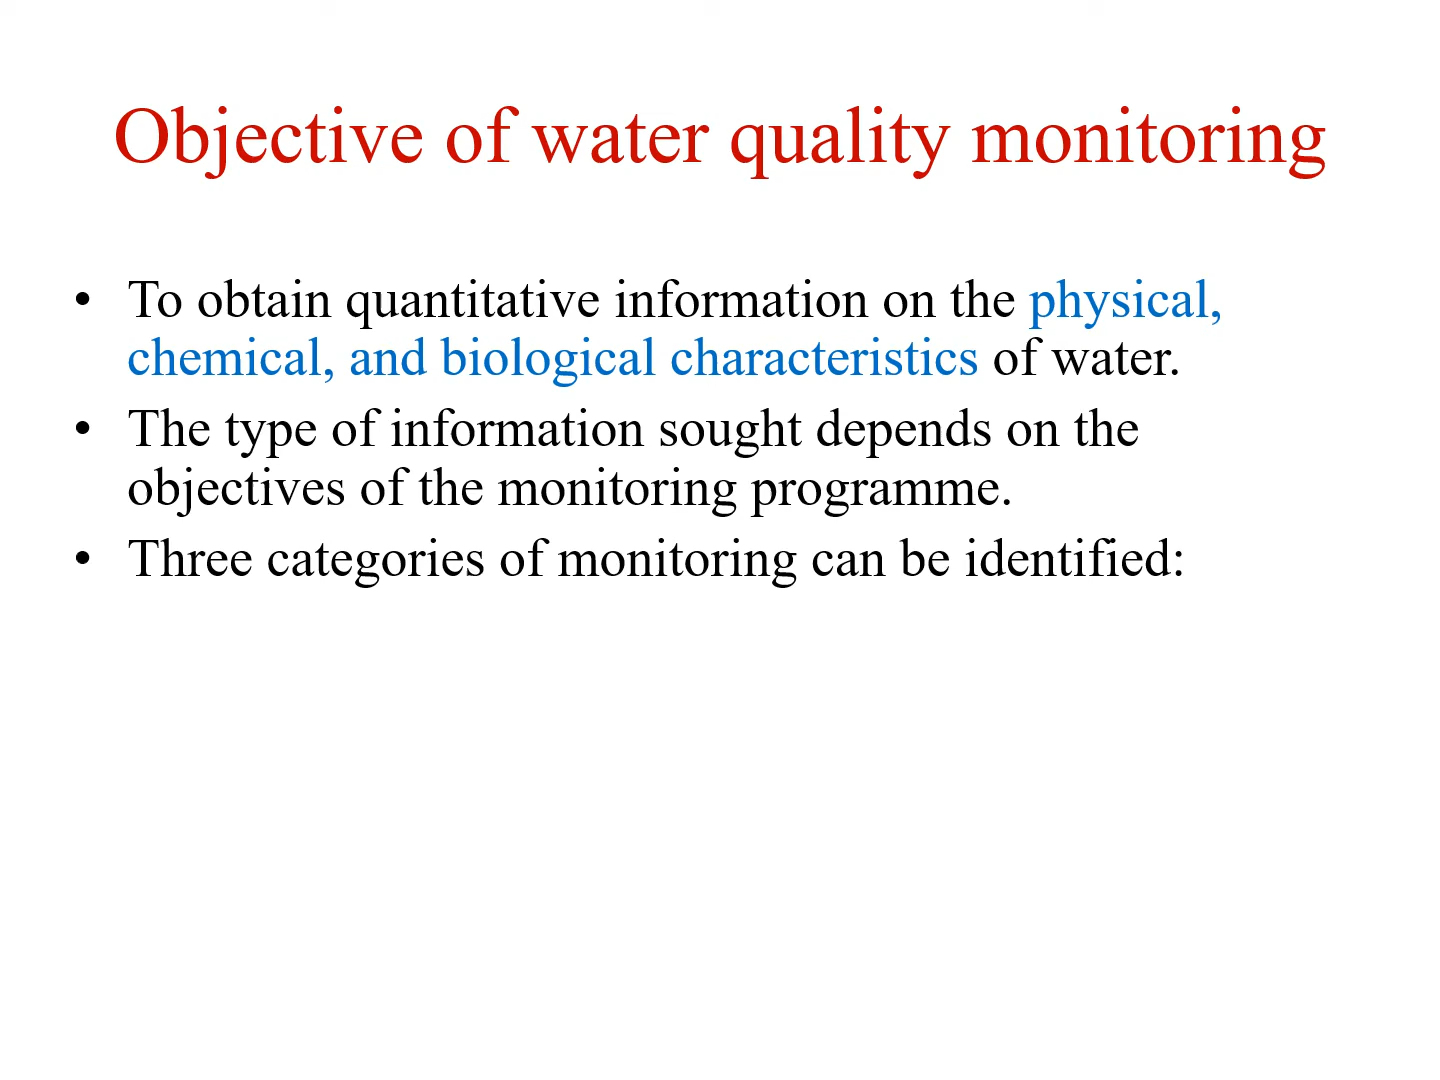 Objective of water quality monitoring
• To obtain quantitative information on the physical,
chemical, and biological characteristics of water.
• The type of information sought depends on the
objectives of the monitoring programme.
• Three categories of monitoring can be identified: